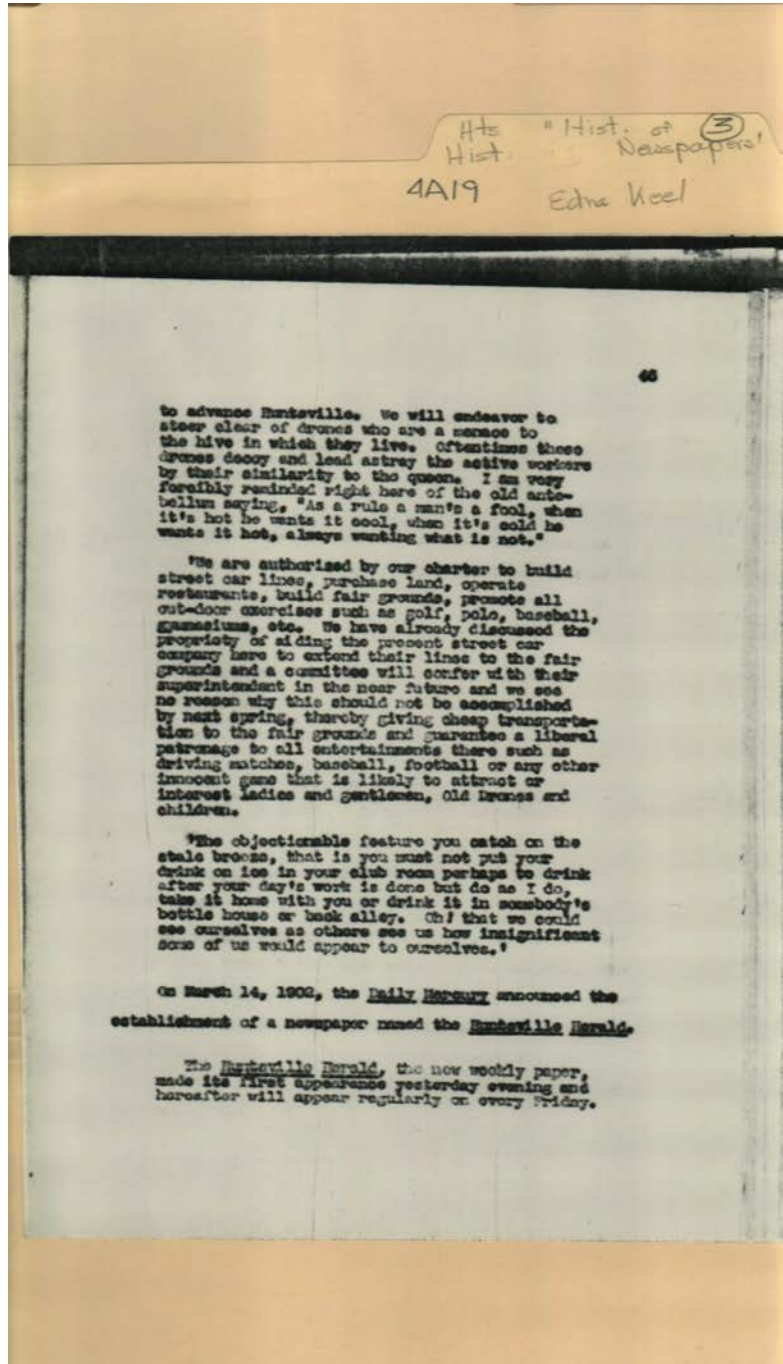 Hts "Hist. of ③
Hist. Newspapers"
4A19 Edna Keel
46
to advance Huntsville. We will endeavor to
steer clear of drones who are a menace to
the hive in which they live. Oftentimes these
drones decoy and lead astray the active workers
by their similarity to the queen. I am very
forcibly reminded right here of the old ante-
bellum saying, "As a rule a man's a fool, when
it's hot he wants it cool, when it's cold he
wants it hot, always wanting what is not."
'We are authorized by our charter to build
street car lines, purchase land, operate
restaurants, build fair grounds, promote all
out-door exercises such as golf, polo, baseball,
gymnasiums, etc. We have already discussed the
propriety of aiding the present street car
company here to extend their lines to the fair
grounds and a committee will confer with their
superintendent in the near future and we see
no reason why this should not be accomplished
by next spring, thereby giving cheap transporta-
tion to the fair grounds and guarantee a liberal
patronage to all entertainments there such as
driving matches, baseball, football or any other
innocent game that is likely to attract or
interest ladies and gentlemen, Old Drones and
children.
'The objectionable feature you catch on the
stale breeze, that is you must not put your
drink on ice in your club room perhaps to drink
after your day's work is done but do as I do,
take it home with you or drink it in somebody's
bottle house or back alley. Oh! that we could
see ourselves as others see us how insignificant
some of us would appear to ourselves.'
On March 14, 1902, the Daily Mercury announced the
establishment of a newspaper named the Huntsville Herald.
The Huntsville Herald, the new weekly paper,
made its first appearance yesterday evening and
hereafter will appear regularly on every Friday.